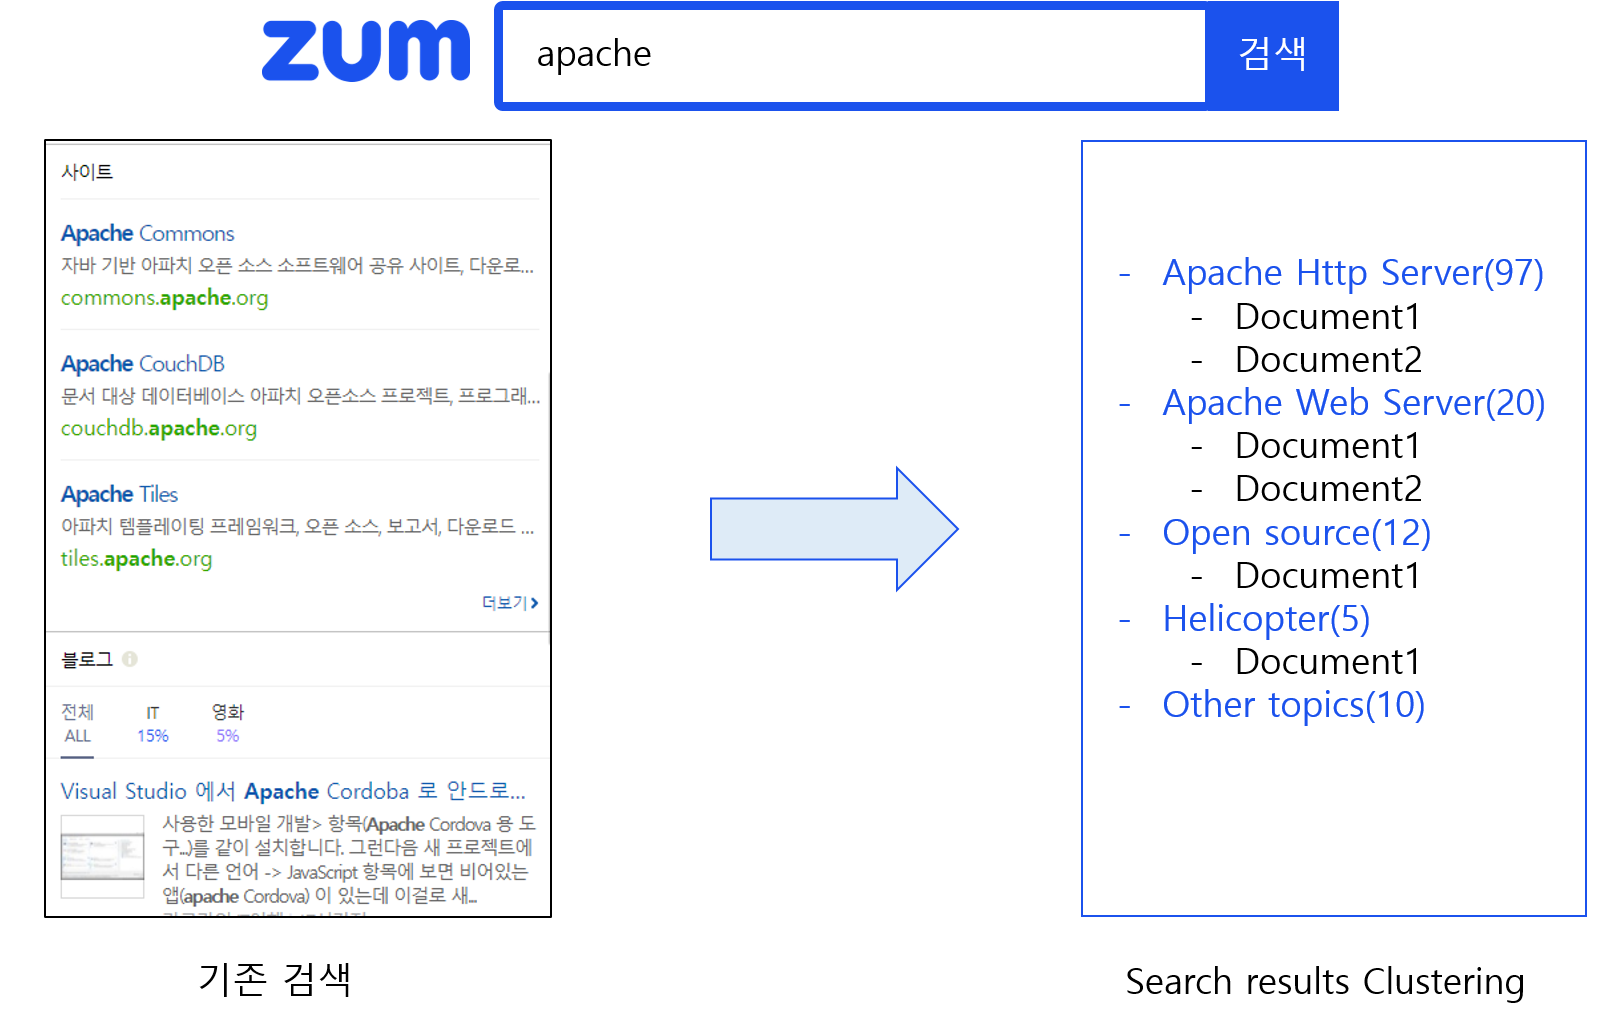 zum
apache
검색
사이트
Apache Commons
자바 기반 아파치 오픈 소스 소프트웨어 공유 사이트, 다운로...
commons.apache.org
Apache CouchDB
문서 대상 데이터베이스 아파치 오픈소스 프로젝트, 프로그래...
couchdb.apache.org
Apache Tiles
아파치 템플레이팅 프레임워크, 오픈 소스, 보고서, 다운로드 ...
tiles.apache.org
더보기
블로그
전체 IT 영화
ALL 15% 5%
Visual Studio 에서 Apache Cordoba 로 안드로...
사용한 모바일 개발> 항목(Apache Cordova 용 도
구...)를 같이 설치합니다. 그런다음 새 프로젝트에
서 다른 언어 -> JavaScript 항목에 보면 비어있는
앱(apache Cordova) 이 있는데 이걸로 새...
기존 검색
- Apache Http Server(97)
- Document1
- Document2
- Apache Web Server(20)
- Document1
- Document2
- Open source(12)
- Document1
- Helicopter(5)
- Document1
- Other topics(10)
Search results Clustering